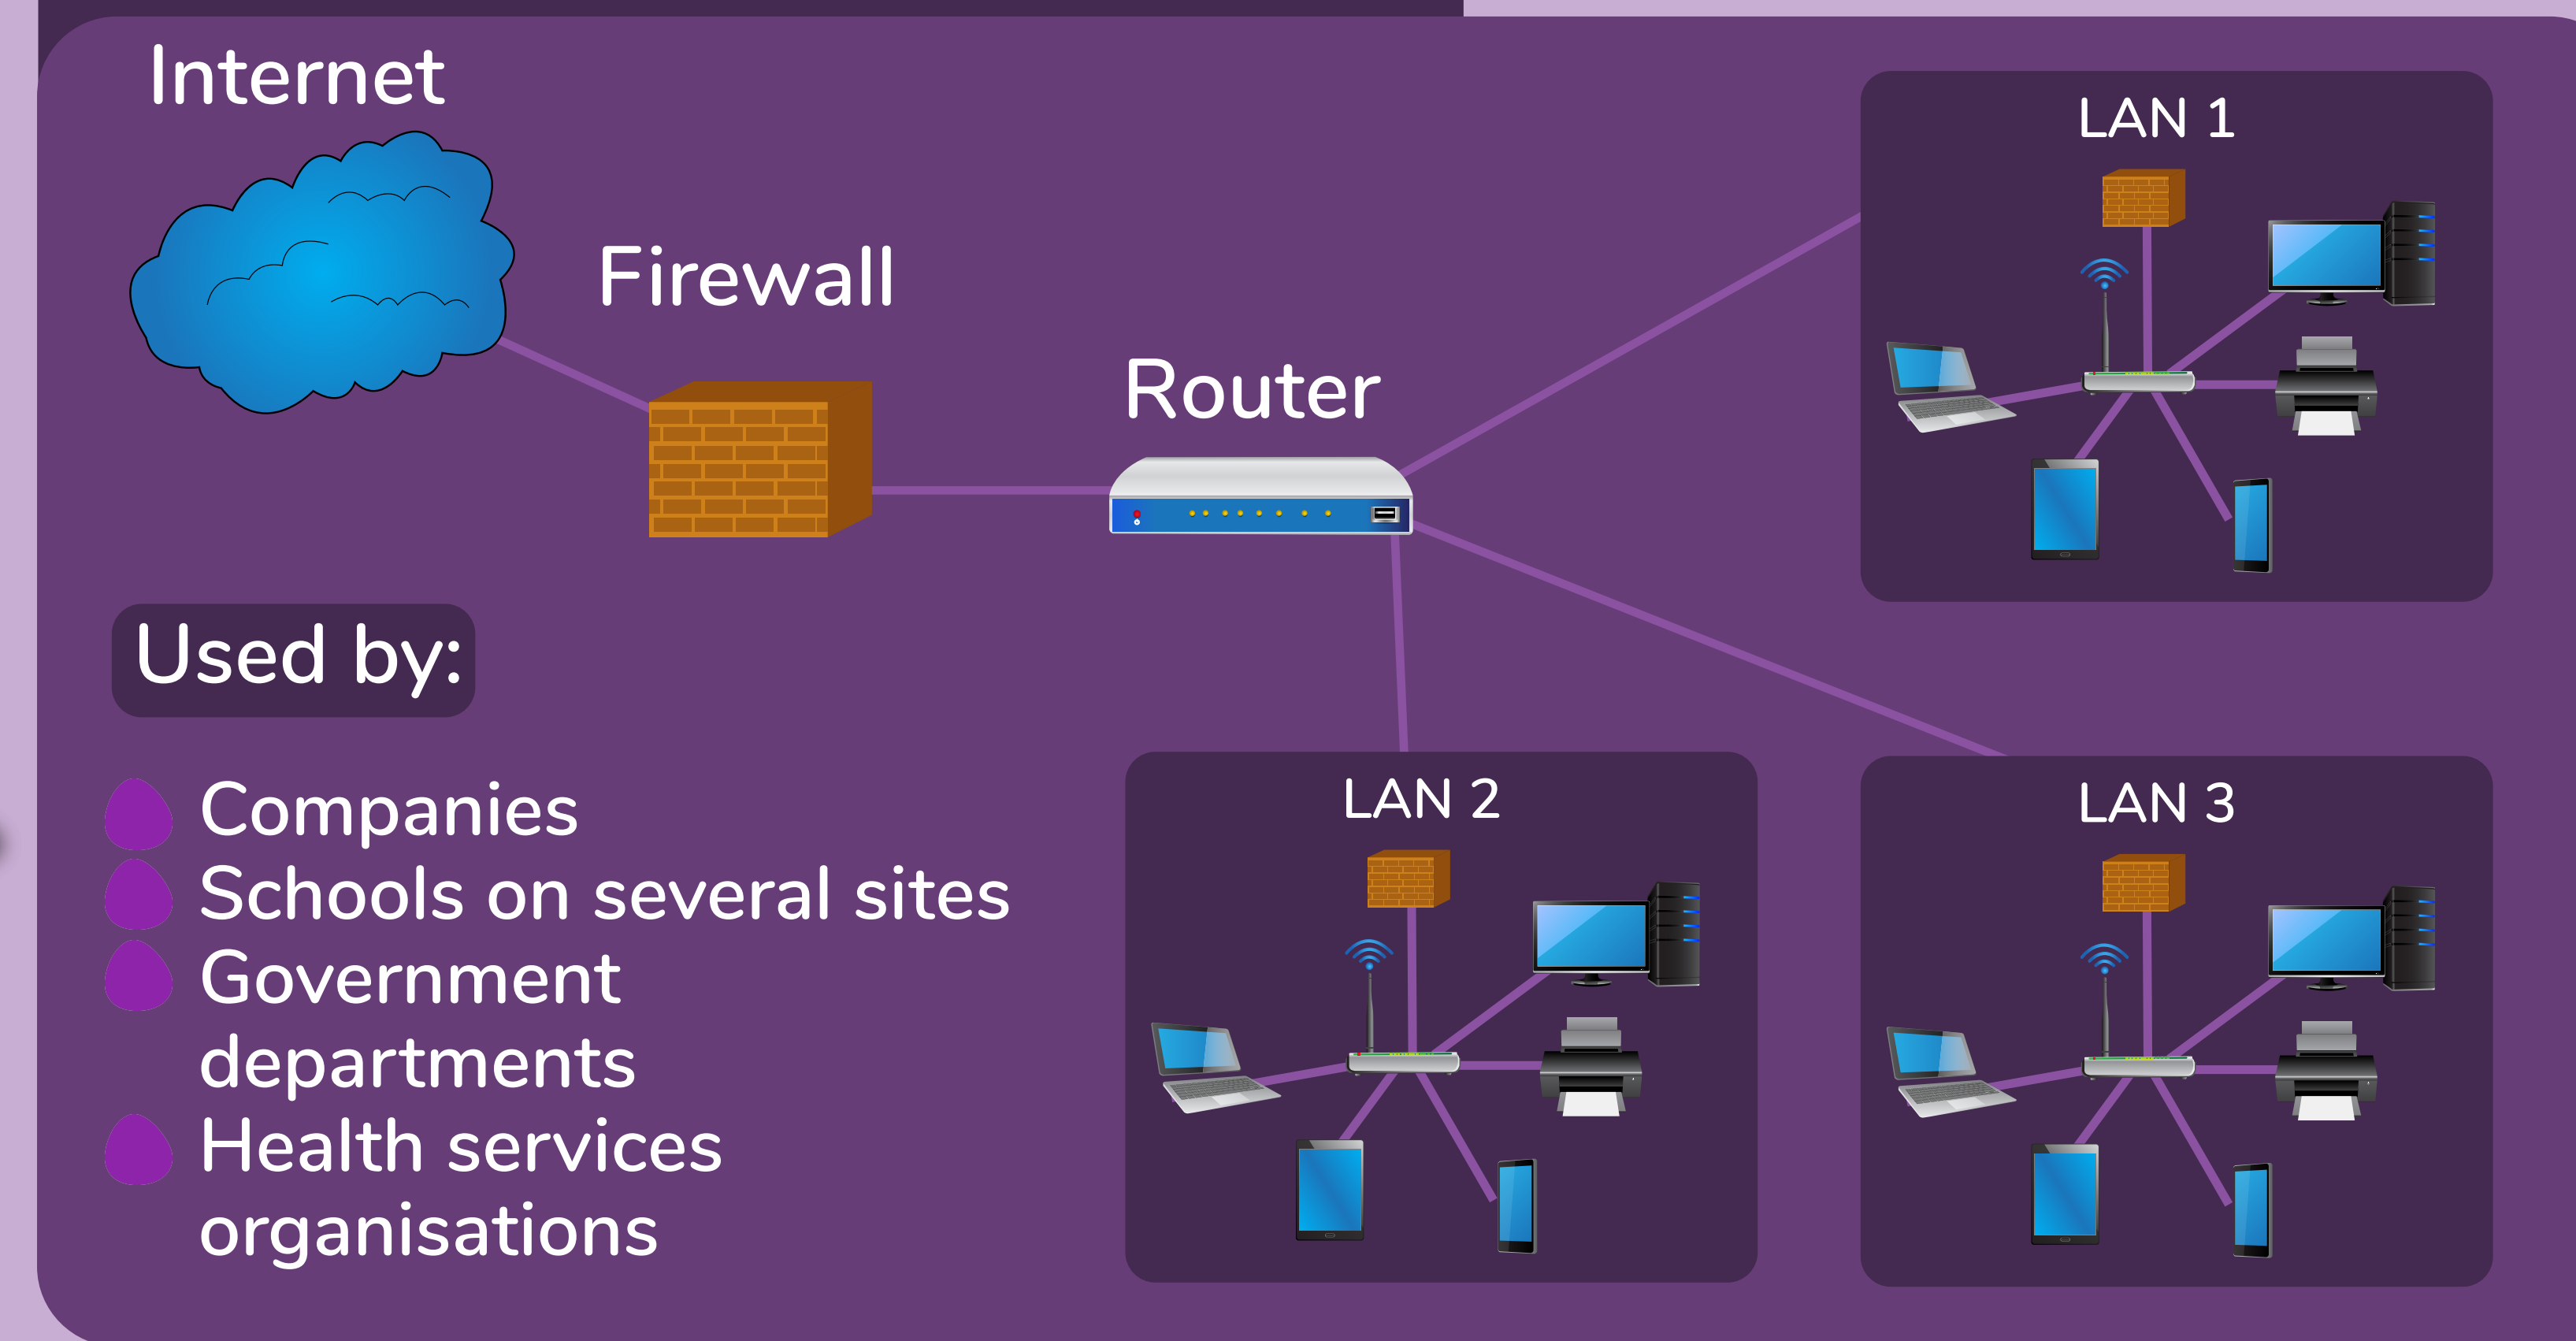 Internet
Firewall
Router
LAN 1
Used by:
Companies
Schools on several sites
Government
departments
Health services
organisations
LAN 2
LAN 3